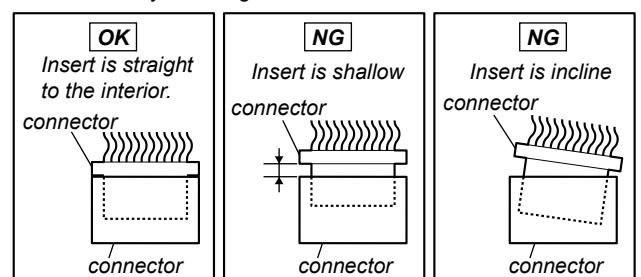 OK
Insert is straight
to the interior.
connector
connector
NG
Insert is shallow
connector
connector
NG
Insert is incline
connector
connector